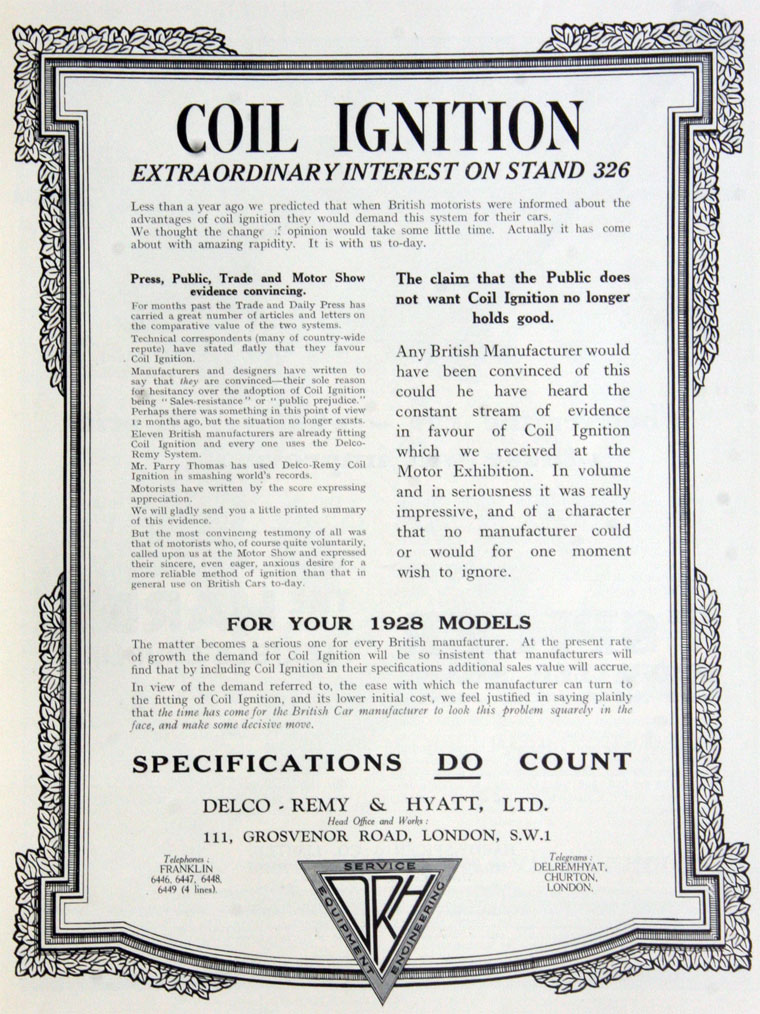 COIL IGNITION
EXTRAORDINARY INTEREST ON STAND 326
Less than a year ago we predicted that when British motorists were informed about the
advantages of coil ignition they would demand this system for their cars.
We thought the change of opinion would take some little time. Actually it has come
about with amazing rapidity. It is with us to-day.
Press, Public, Trade and Motor Show
evidence convincing.
For months past the Trade and Daily Press has
carried a great number of articles and letters on
the comparative value of the two systems.
Technical correspondents (many of country-wide
repute) have stated flatly that they favour
Coil Ignition.
Manufacturers and designers have written to
say that they are convinced—their sole reason
for hesitancy over the adoption of Coil Ignition
being "Sales-resistance" or "public prejudice."
Perhaps there was something in this point of view
12 months ago, but the situation no longer exists.
Eleven British manufacturers are already fitting
Coil Ignition and every one uses the Delco-
Remy System.
Mr. Parry Thomas has used Delco-Remy Coil
Ignition in smashing world's records.
Motorists have written by the score expressing
appreciation.
We will gladly send you a little printed summary
of this evidence.
But the most convincing testimony of all was
that of motorists who, of course quite voluntarily,
called upon us at the Motor Show and expressed
their sincere, even eager, anxious desire for a
more reliable method of ignition than that in
general use on British Cars to-day.
The claim that the Public does
not want Coil Ignition no longer
holds good.
Any British Manufacturer would
have been convinced of this
could he have heard the
constant stream of evidence
in favour of Coil Ignition
which we received at the
Motor Exhibition. In volume
and in seriousness it was really
impressive, and of a character
that no manufacturer could
or would for one moment
wish to ignore.
FOR YOUR 1928 MODELS
The matter becomes a serious one for every British manufacturer. At the present rate
of growth the demand for Coil Ignition will be so insistent that manufacturers will
find that by including Coil Ignition in their specifications additional sales value will accrue.
In view of the demand referred to, the ease with which the manufacturer can turn to
the fitting of Coil Ignition, and its lower initial cost, we feel justified in saying plainly
that the time has come for the British Car manufacturer to look this problem squarely in the
face, and make some decisive move.
SPECIFICATIONS DO COUNT
DELCO - REMY & HYATT, LTD.
Head Office and Works:
111, GROSVENOR ROAD, LONDON, S.W.1
Telephones:
FRANKLIN
6446, 6447, 6448,
6449 (4 lines).
SERVICE
EQUIPMENT
ENGINEERING
DRH
Telegrams:
DELREMHYAT,
CHURTON,
LONDON.